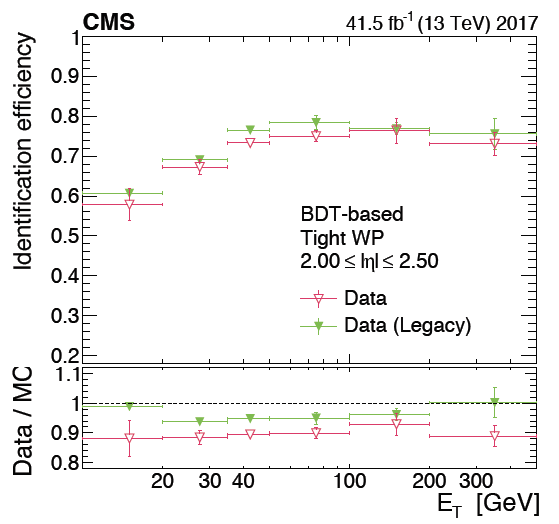 CMS 41.5 fb⁻¹ (13 TeV) 2017
Identification efficiency
1
0.9
0.8
0.7
0.6
0.5
0.4
0.3
0.2
BDT-based
Tight WP
2.00 ≤ |η| ≤ 2.50
Data
Data (Legacy)
Data / MC
1.1
1
0.9
0.8
20 30 40 100 200 300
E_T [GeV]